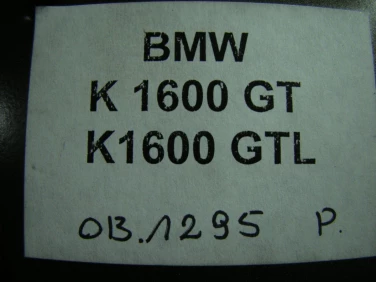 BMW
K 1600 GT
K1600 GTL
OB.1295 P.